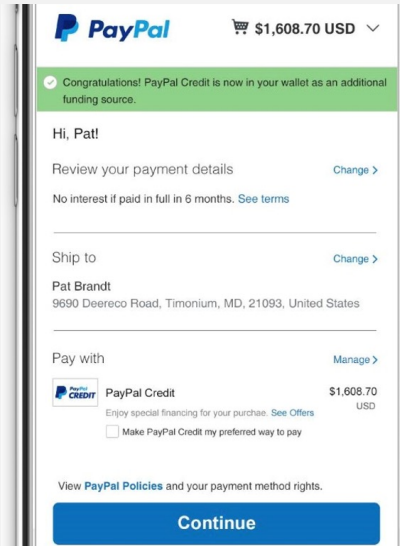 PayPal $1,608.70 USD
Congratulations! PayPal Credit is now in your wallet as an additional
funding source.
Hi, Pat!
Review your payment details Change >
No interest if paid in full in 6 months. See terms
Ship to Change >
Pat Brandt
9690 Deereco Road, Timonium, MD, 21093, United States
Pay with Manage >
PayPal CREDIT PayPal Credit $1,608.70
USD
Enjoy special financing for your purchae. See Offers
Make PayPal Credit my preferred way to pay
View PayPal Policies and your payment method rights.
Continue